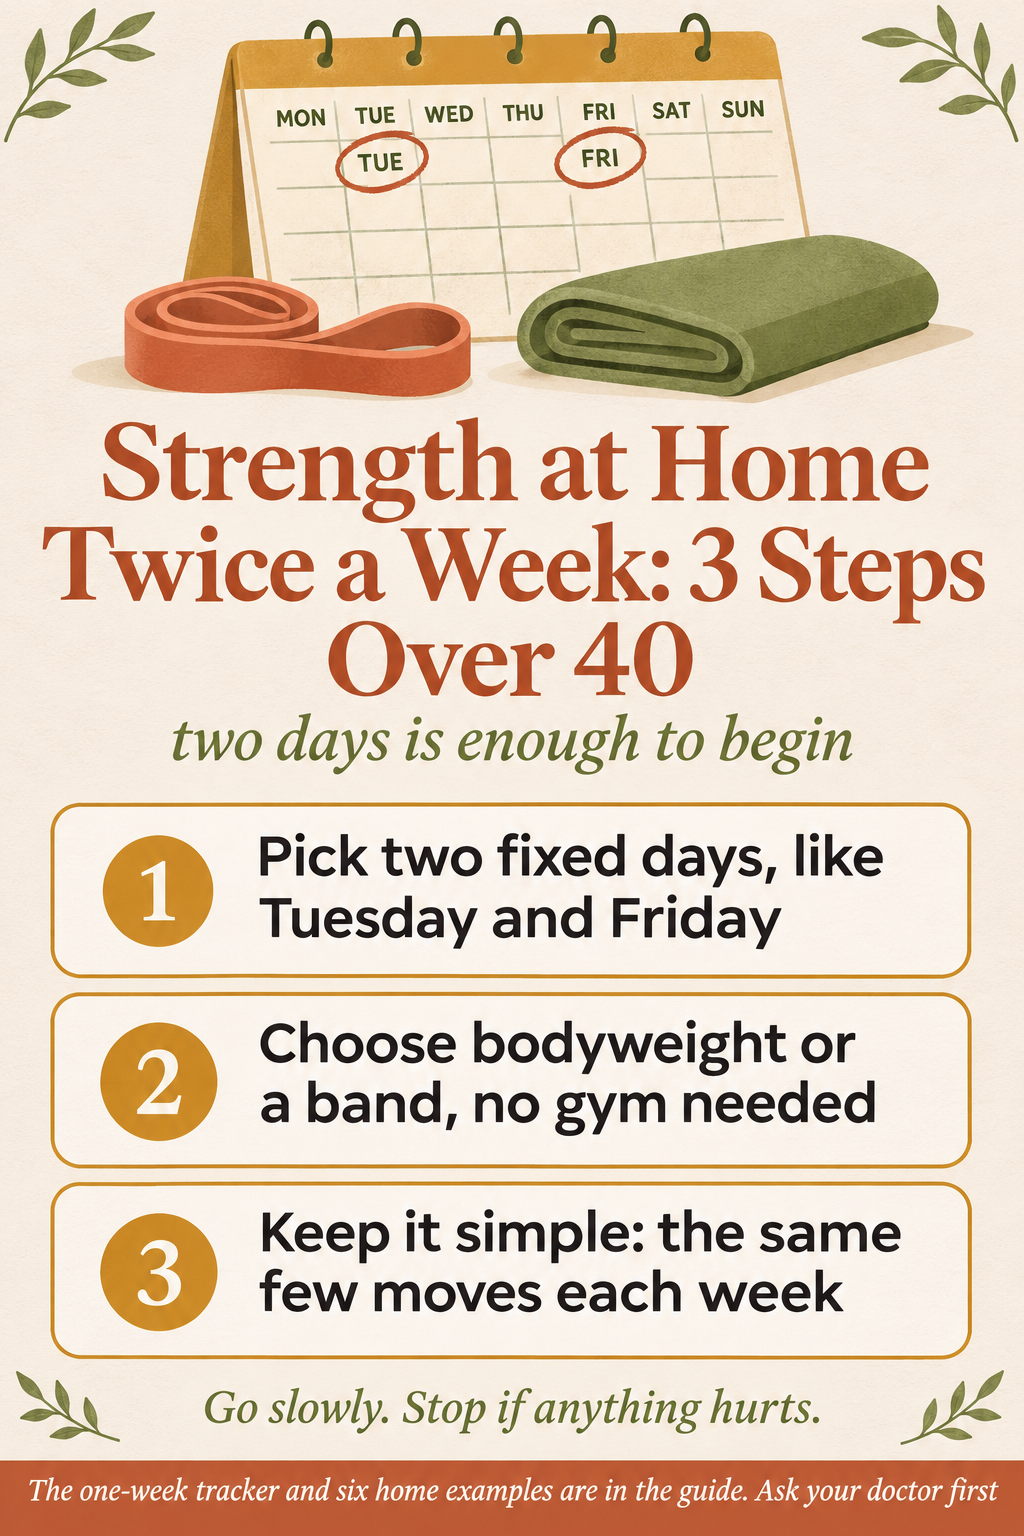 MON TUE WED THU FRI SAT SUN
TUE FRI
Strength at Home
Twice a Week: 3 Steps
Over 40
two days is enough to begin
1
Pick two fixed days, like
Tuesday and Friday
2
Choose bodyweight or
a band, no gym needed
3
Keep it simple: the same
few moves each week
Go slowly. Stop if anything hurts.
The one-week tracker and six home examples are in the guide. Ask your doctor first